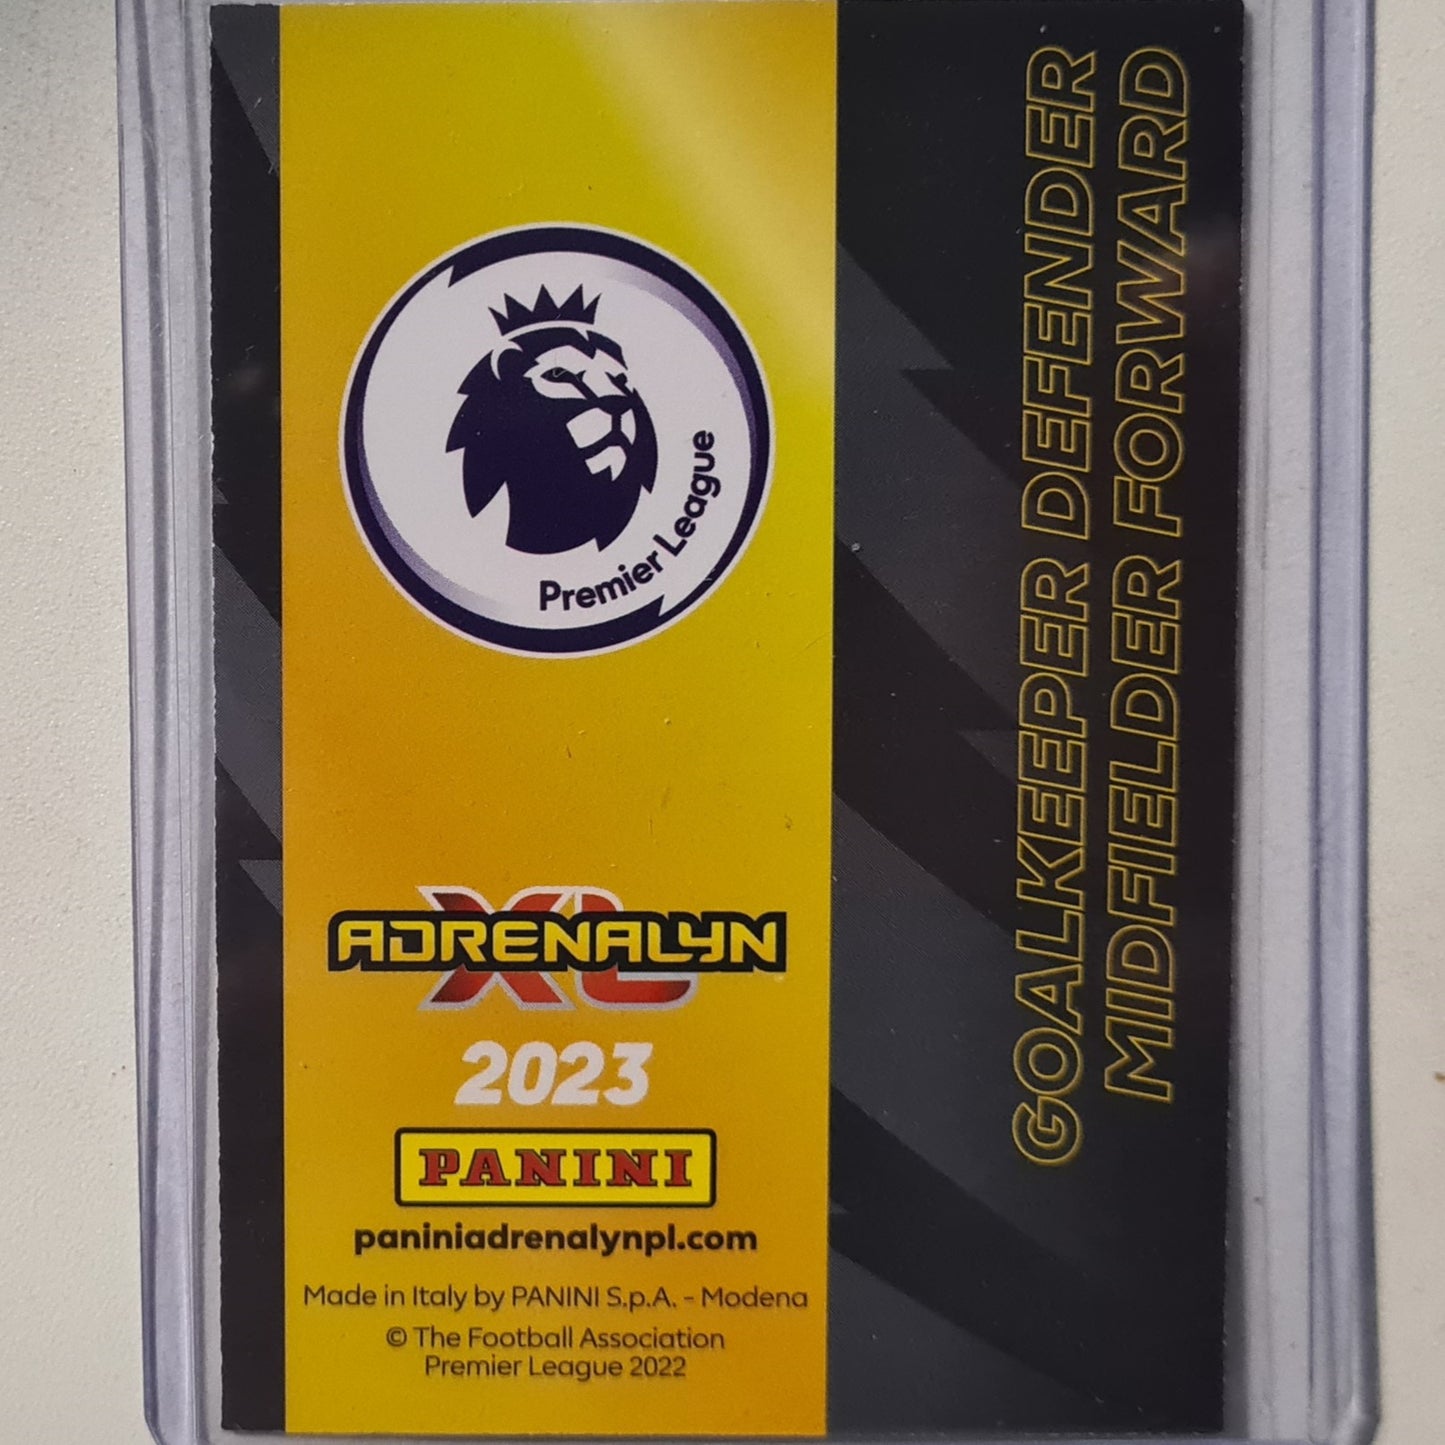 Premier League
ADRENALYN XL
2023
PANINI
paniniadrenalynpl.com
Made in Italy by PANINI S.p.A. - Modena
© The Football Association
Premier League 2022
GOALKEEPER DEFENDER
MIDFIELDER FORWARD